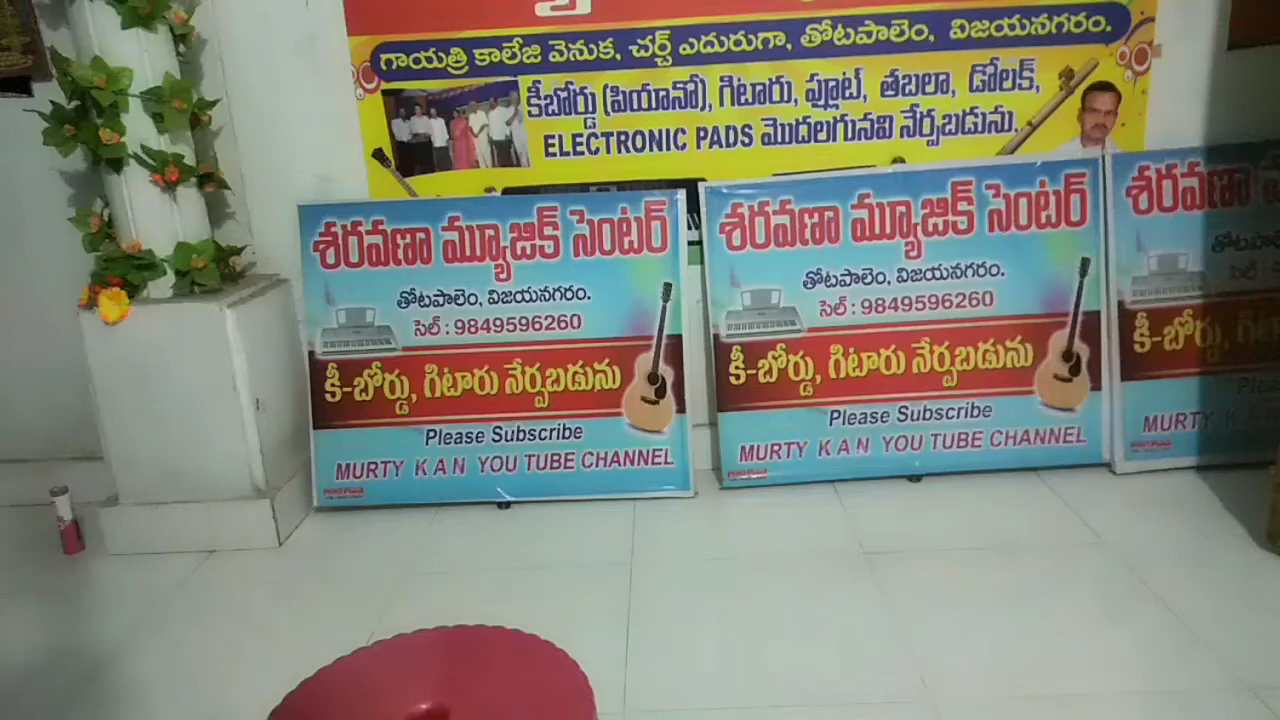 గాయత్రి కాలేజి వెనుక, చర్చ్ ఎదురుగా, తోటపాలెం, విజయనగరం.
కీబోర్డు (పియానో), గిటారు, ఫ్లూట్, తబలా, డోలక్,
ELECTRONIC PADS మొదలగునవి నేర్పబడును.
శరవణా మ్యూజిక్ సెంటర్
తోటపాలెం, విజయనగరం.
సెల్ : 9849596260
కీ-బోర్డు, గిటారు నేర్పబడును
Please Subscribe
MURTY K A N YOU TUBE CHANNEL
శరవణా మ్యూజిక్ సెంటర్
తోటపాలెం, విజయనగరం.
సెల్ : 9849596260
కీ-బోర్డు, గిటారు నేర్పబడును
Please Subscribe
MURTY K A N YOU TUBE CHANNEL
శరవణా
కీ-బోర్డు,
MURTY